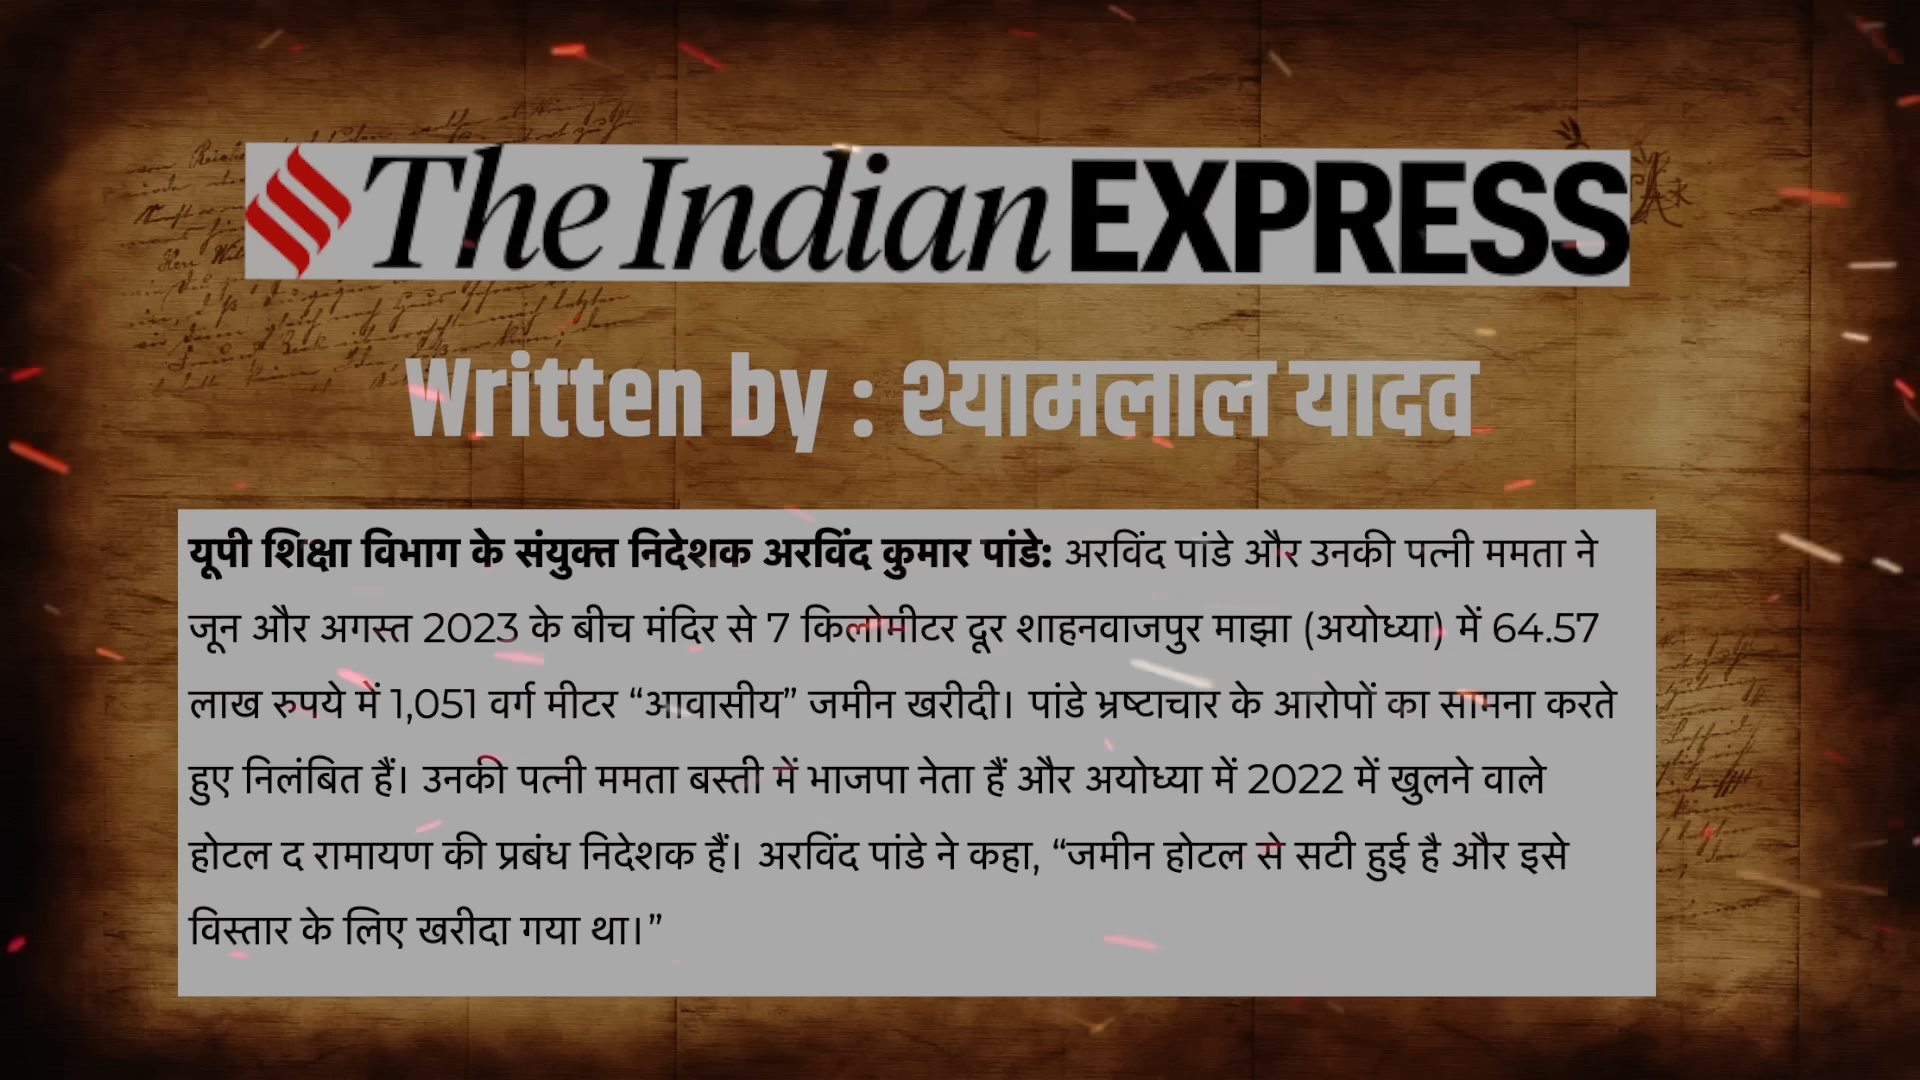 The Indian EXPRESS
Written by : श्यामलाल यादव
यूपी शिक्षा विभाग के संयुक्त निदेशक अरविंद कुमार पांडे: अरविंद पांडे और उनकी पत्नी ममता ने
जून और अगस्त 2023 के बीच मंदिर से 7 किलोमीटर दूर शाहनवाजपुर माझा (अयोध्या) में 64.57
लाख रुपये में 1,051 वर्ग मीटर “आवासीय” जमीन खरीदी। पांडे भ्रष्टाचार के आरोपों का सामना करते
हुए निलंबित हैं। उनकी पत्नी ममता बस्ती में भाजपा नेता हैं और अयोध्या में 2022 में खुलने वाले
होटल द रामायण की प्रबंध निदेशक हैं। अरविंद पांडे ने कहा, “जमीन होटल से सटी हुई है और इसे
विस्तार के लिए खरीदा गया था।”